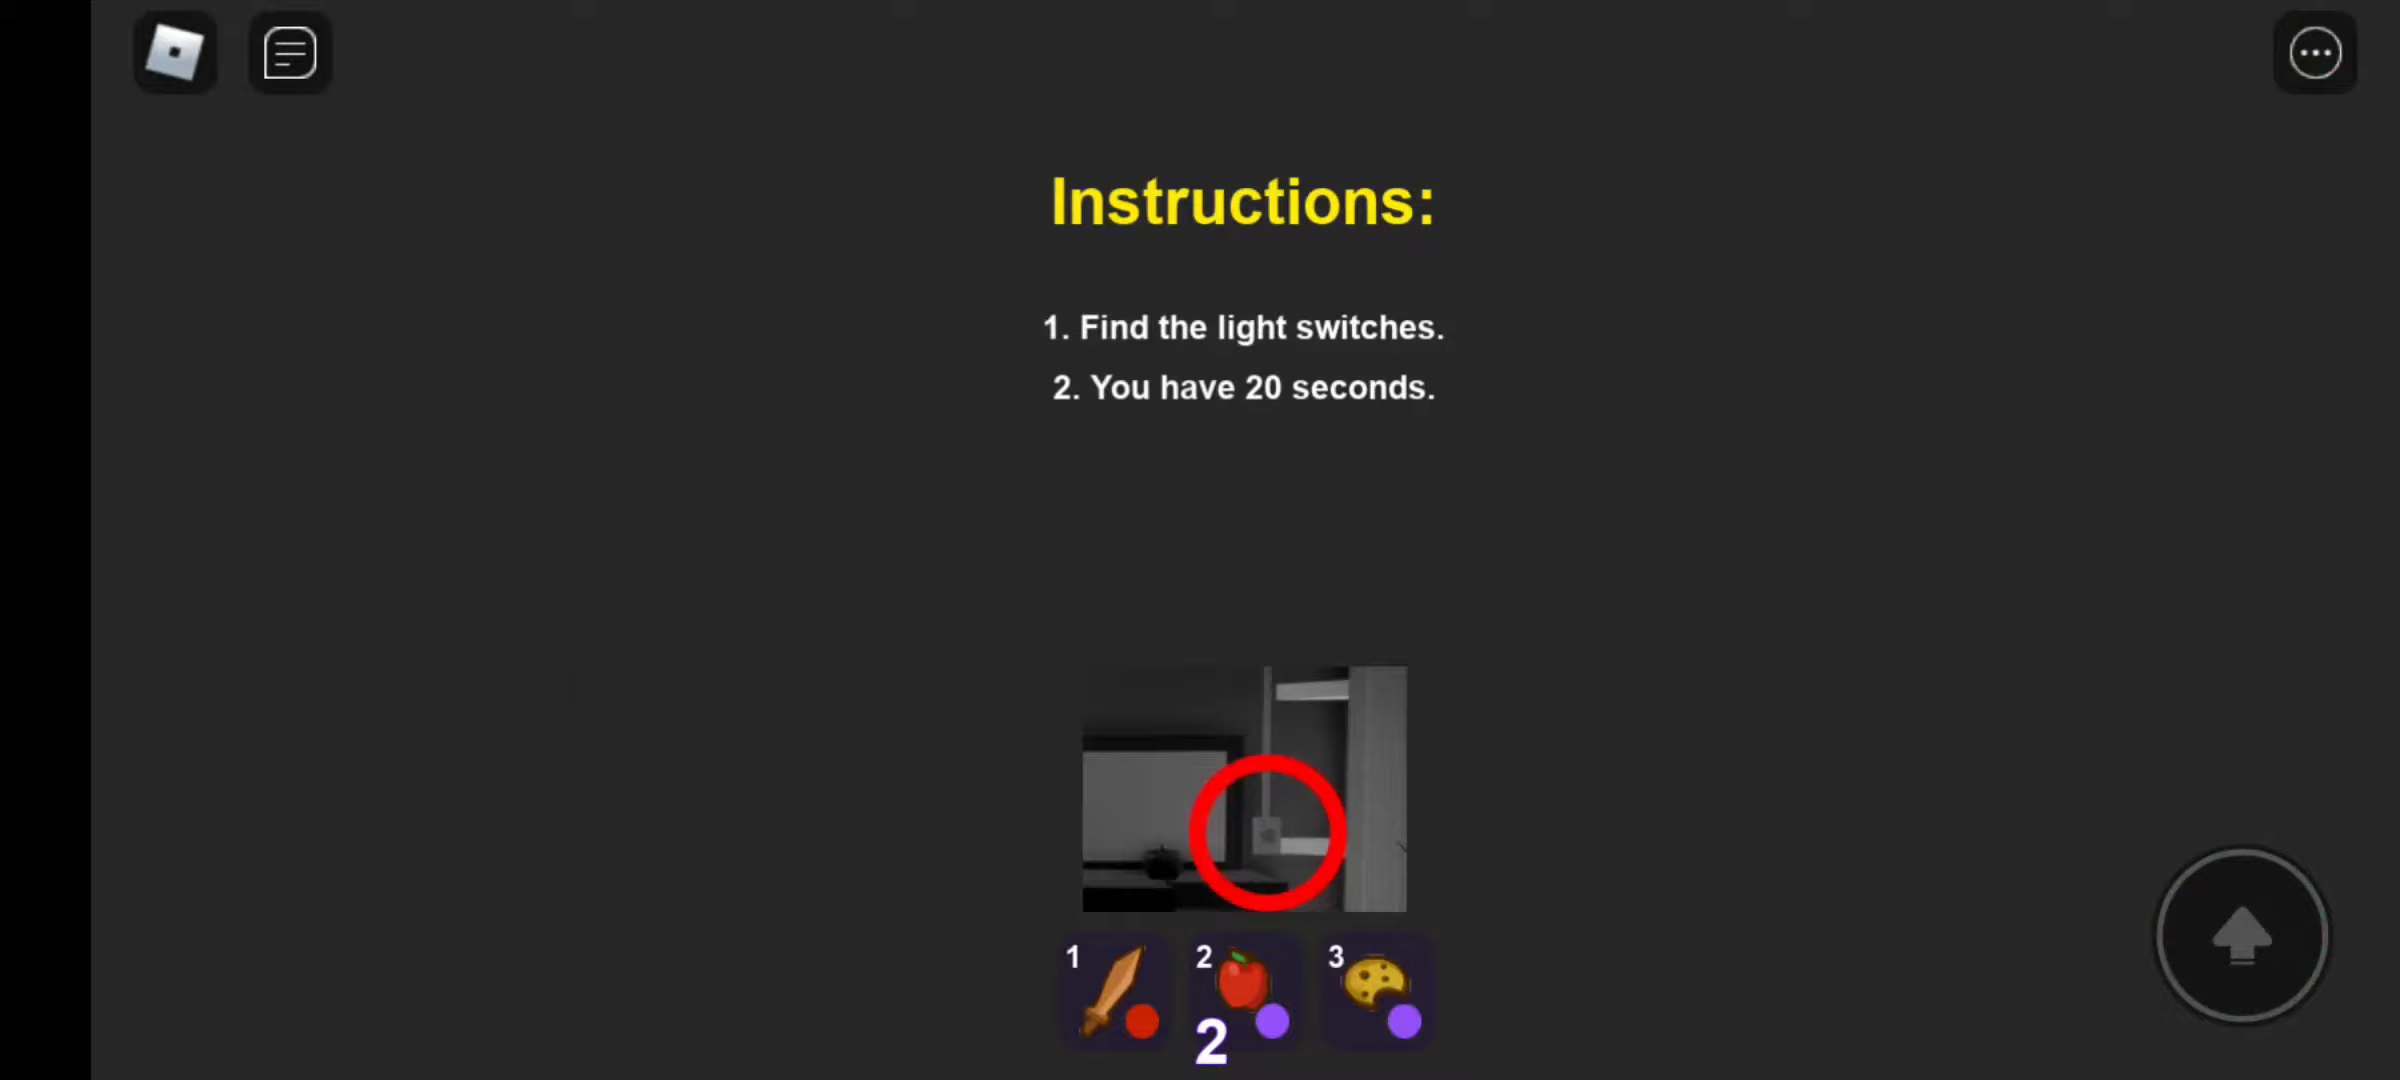 Instructions:
1. Find the light switches.
2. You have 20 seconds.
1 2 3
2